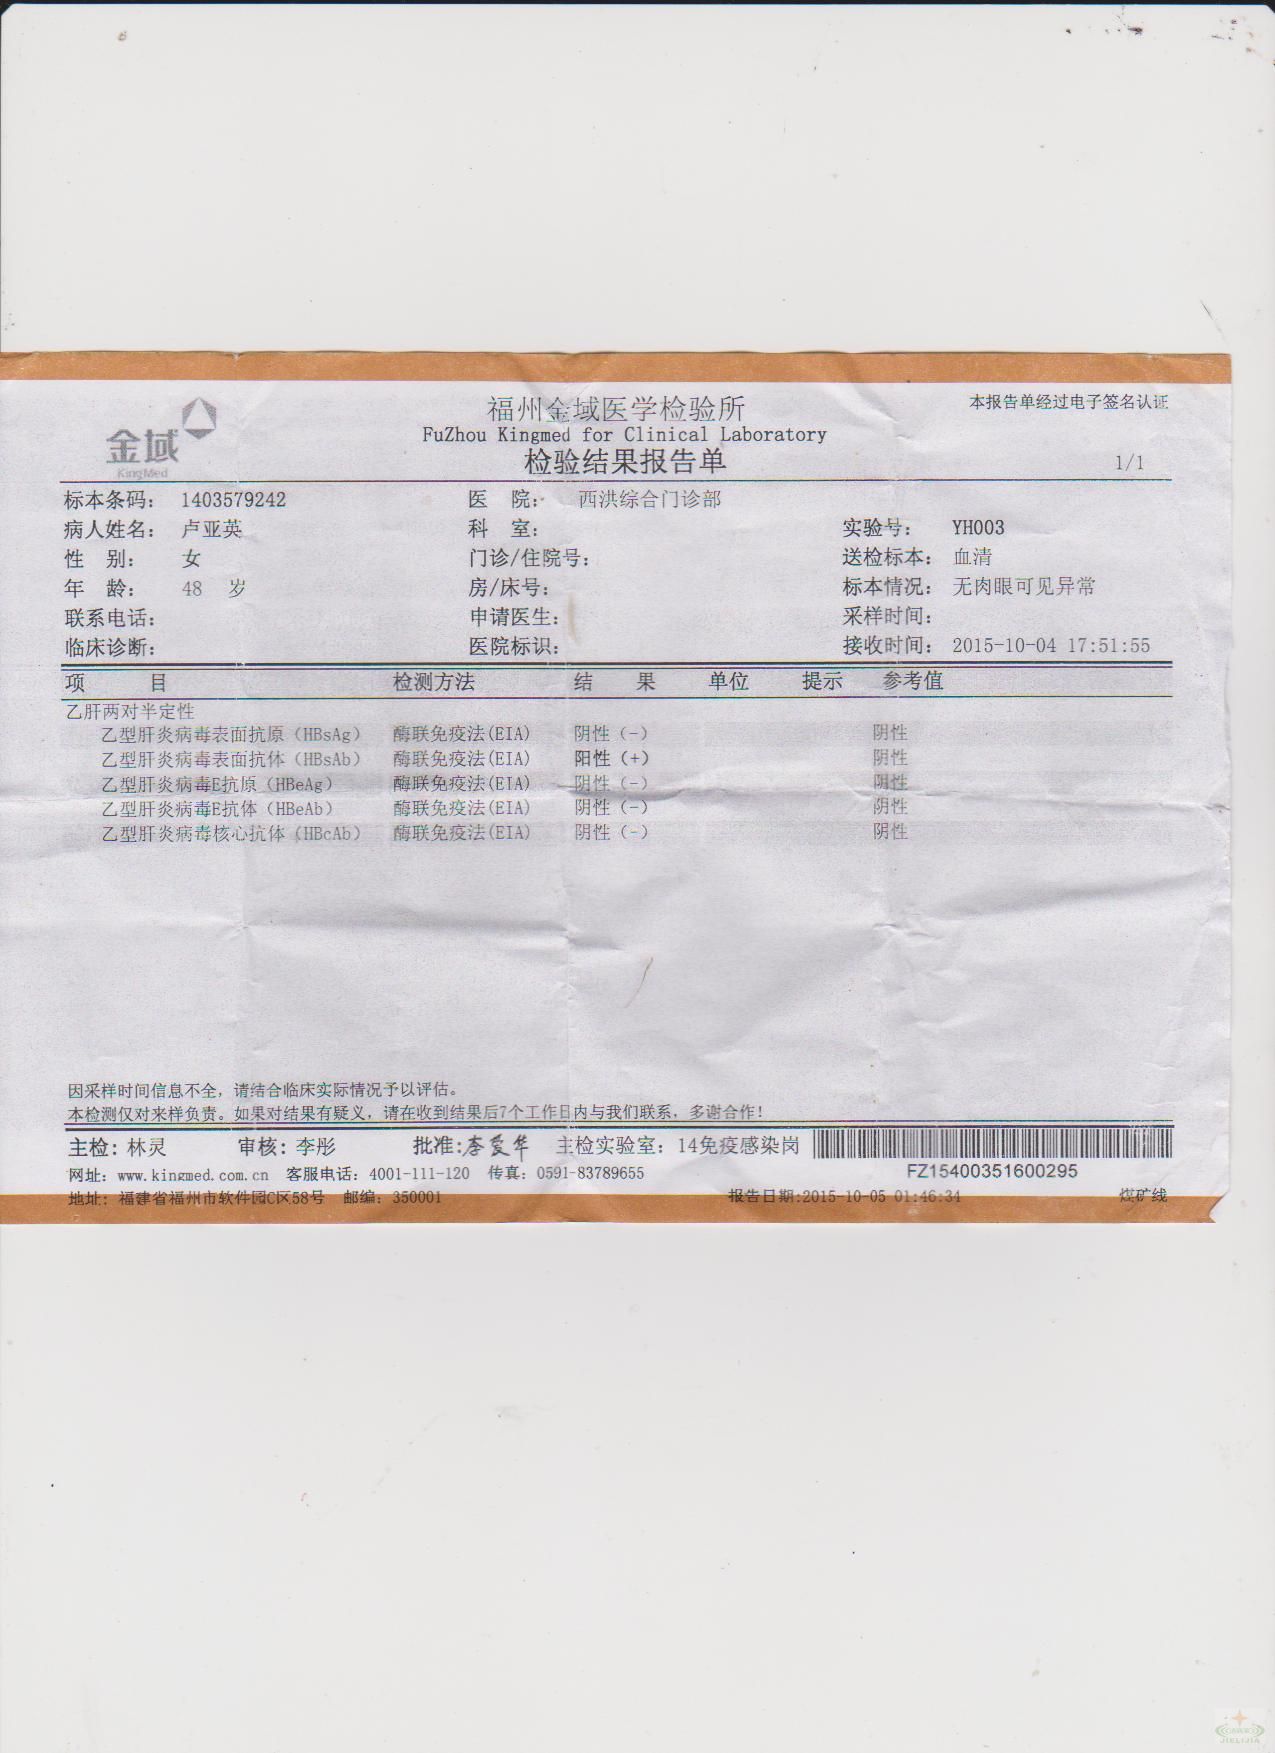 金域
KingMed
福州金域医学检验所
本报告单经过电子签名认证
FuZhou Kingmed for Clinical Laboratory
检验结果报告单
1/1
标本条码： 1403579242 医 院： 西洪综合门诊部
病人姓名： 卢亚英 科 室： 实验号： YH003
性 别： 女 门诊/住院号： 送检标本： 血清
年 龄： 48 岁 房/床号： 标本情况： 无肉眼可见异常
联系电话： 申请医生： 采样时间：
临床诊断： 医院标识： 接收时间： 2015-10-04 17:51:55
项 目 检测方法 结 果 单位 提示 参考值
乙肝两对半定性
乙型肝炎病毒表面抗原（HBsAg） 酶联免疫法(EIA) 阴性（-） 阴性
乙型肝炎病毒表面抗体（HBsAb） 酶联免疫法(EIA) 阳性（+） 阴性
乙型肝炎病毒E抗原（HBeAg） 酶联免疫法(EIA) 阴性（-） 阴性
乙型肝炎病毒E抗体（HBeAb） 酶联免疫法(EIA) 阴性（-） 阴性
乙型肝炎病毒核心抗体（HBcAb） 酶联免疫法(EIA) 阴性（-） 阴性
因采样时间信息不全，请结合临床实际情况予以评估。
本检测仅对来样负责。如果对结果有疑义，请在收到结果后7个工作日内与我们联系，多谢合作！
主检：林灵 审核：李彤 批准：李爱华 主检实验室：14免疫感染岗
网址：www.kingmed.com.cn 客服电话：4001-111-120 传真：0591-83789655 FZ15400351600295
地址：福建省福州市软件园C区58号 邮编：350001 报告日期:2015-10-05 01:46:34 煤矿线
JIELIJIA